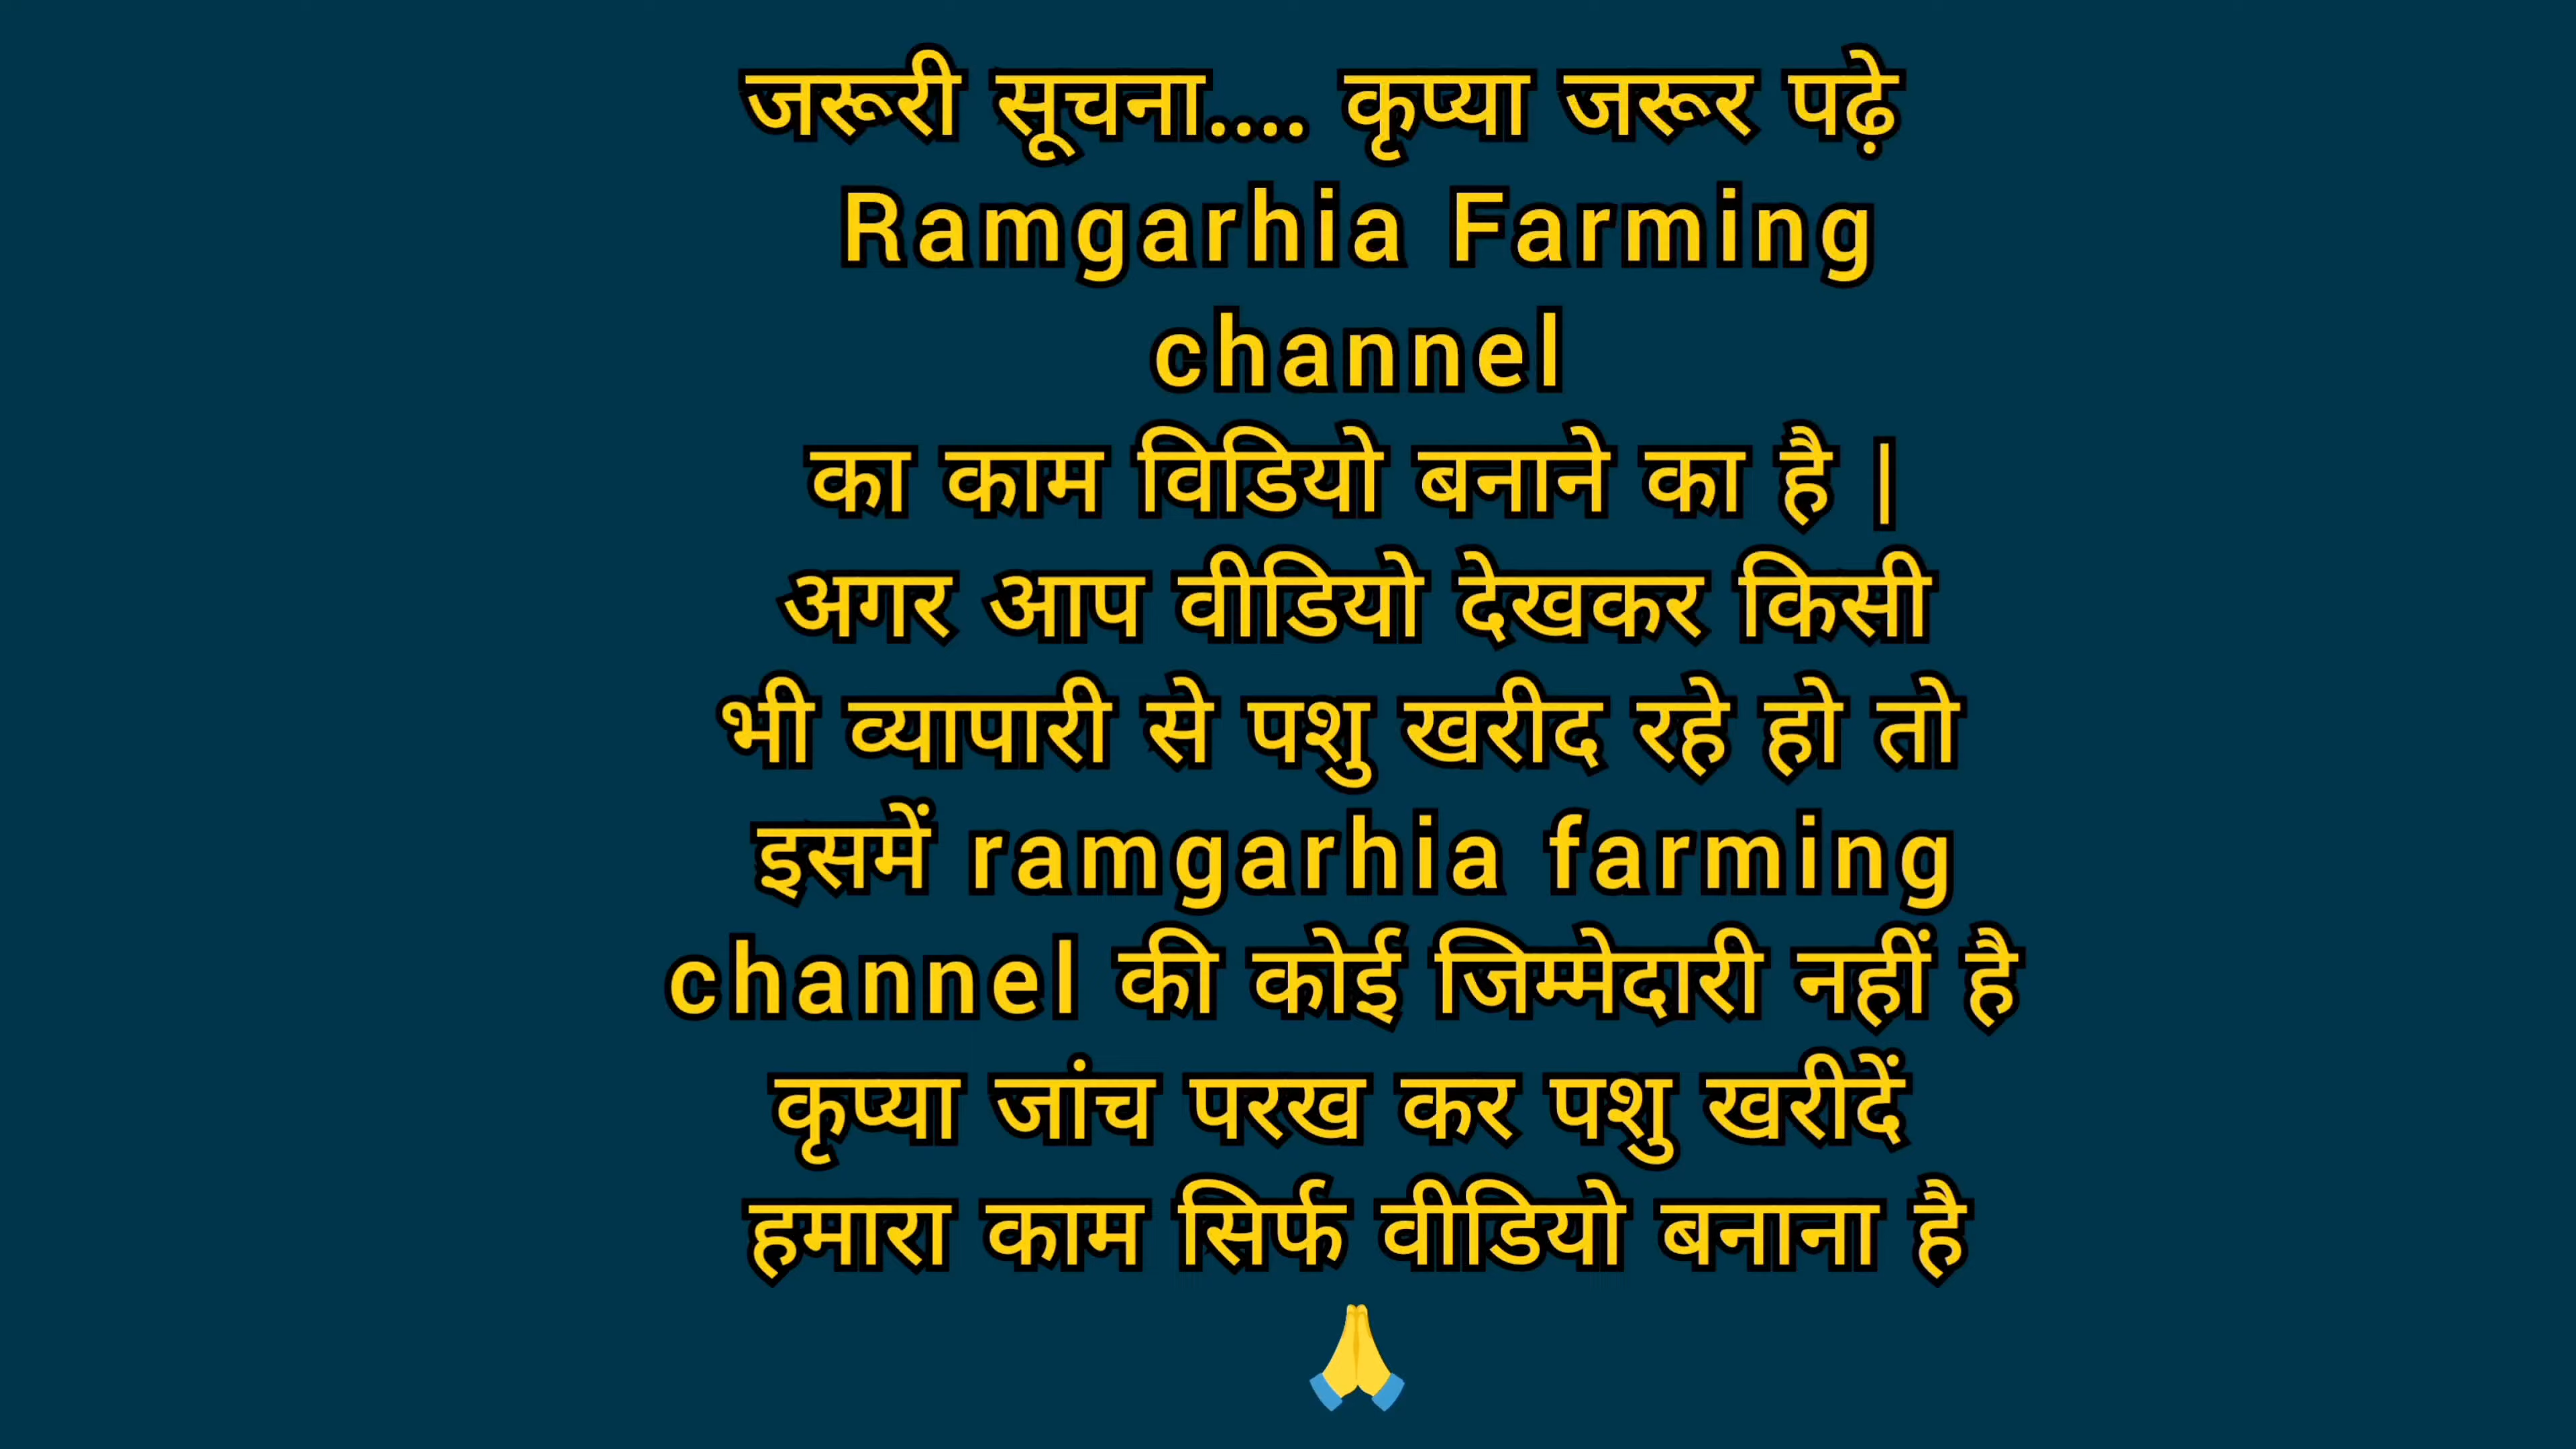 जरूरी सूचना.... कृप्या जरूर पढ़े
Ramgarhia Farming
channel
का काम विडियो बनाने का है |
अगर आप वीडियो देखकर किसी
भी व्यापारी से पशु खरीद रहे हो तो
इसमें ramgarhia farming
channel की कोई जिम्मेदारी नहीं है
कृप्या जांच परख कर पशु खरीदें
हमारा काम सिर्फ वीडियो बनाना है
🙏